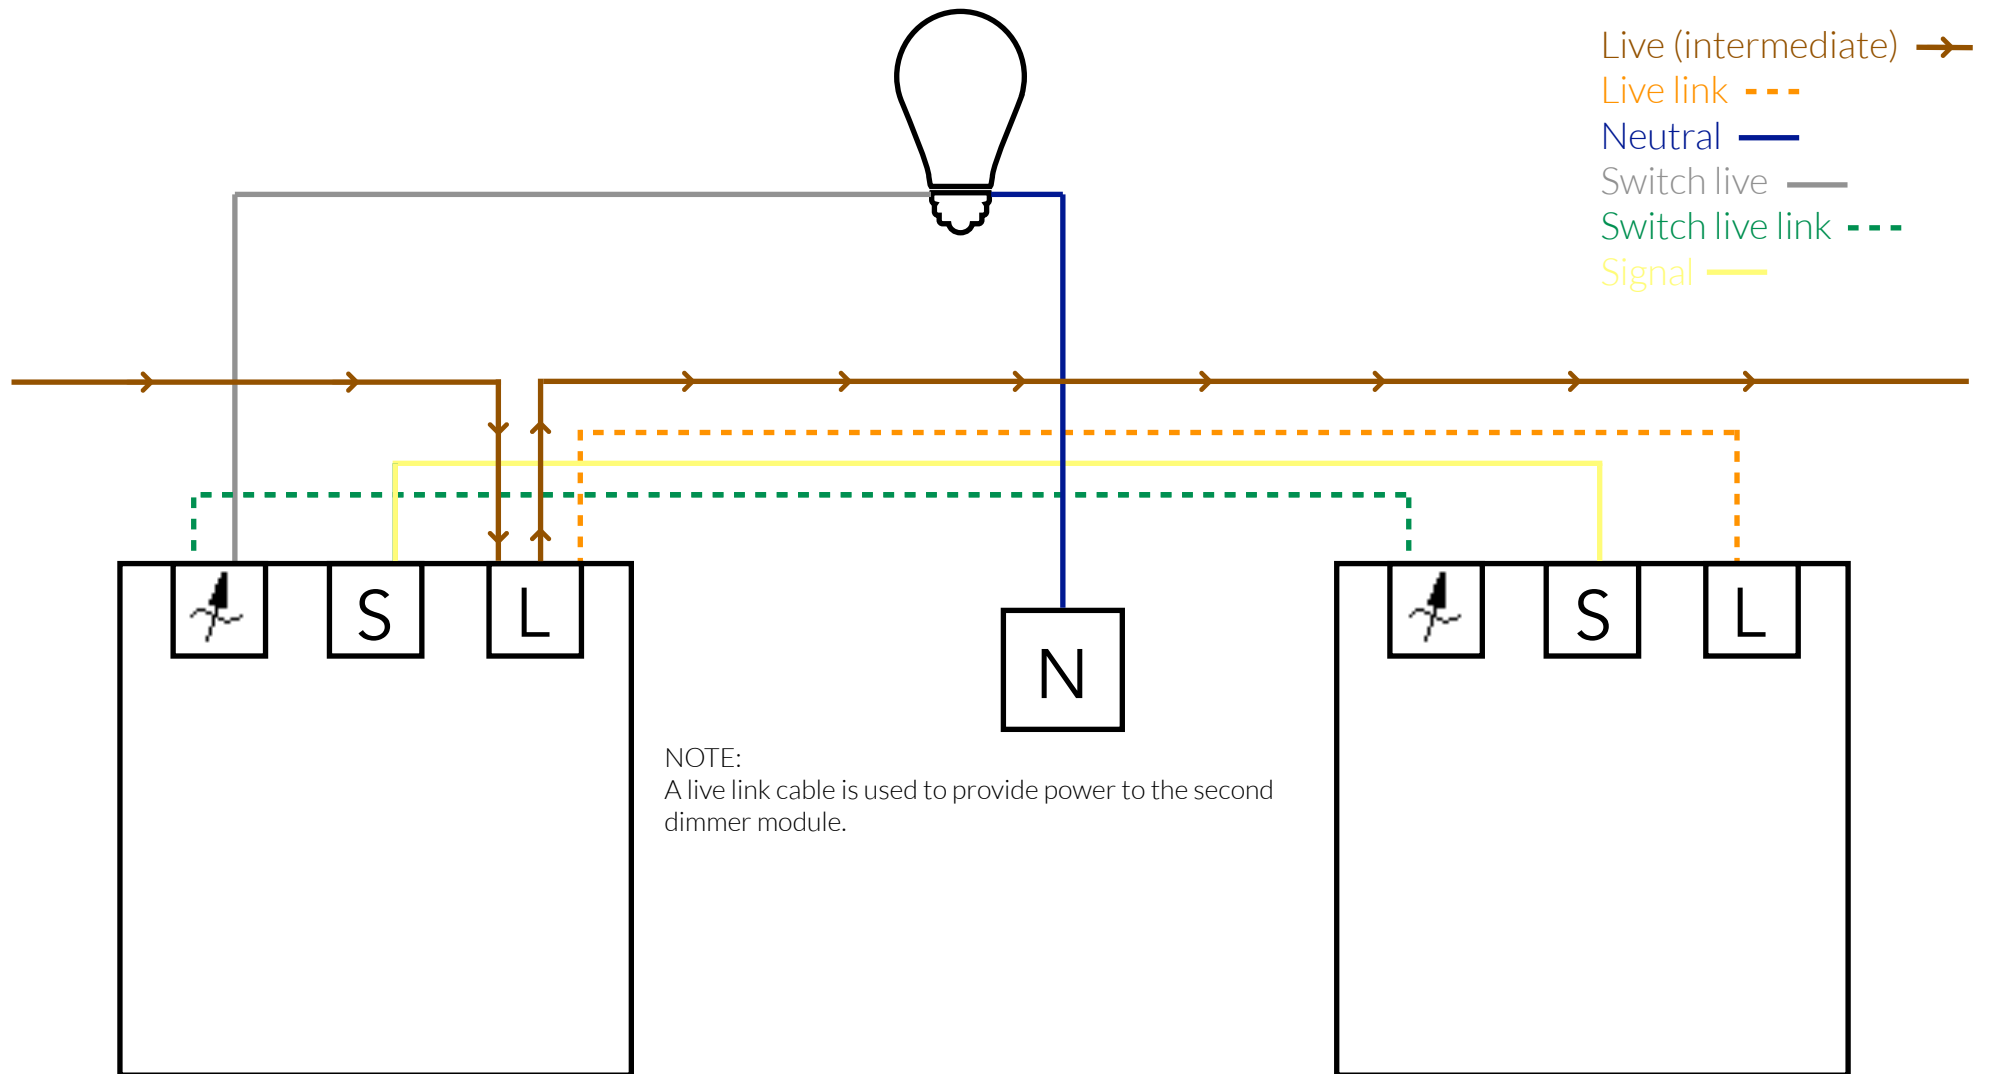 Live (intermediate)
Live link
Neutral
Switch live
Switch live link
Signal
S
L
N
S
L
NOTE:
A live link cable is used to provide power to the second
dimmer module.